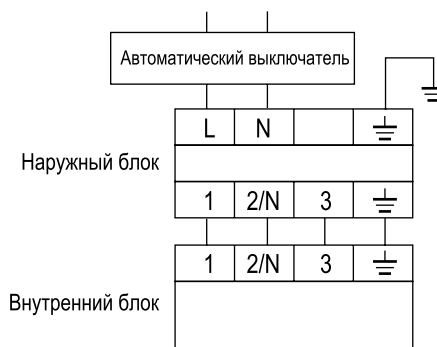 Автоматический выключатель
L N
Наружный блок
1 2/N 3
1 2/N 3
Внутренний блок